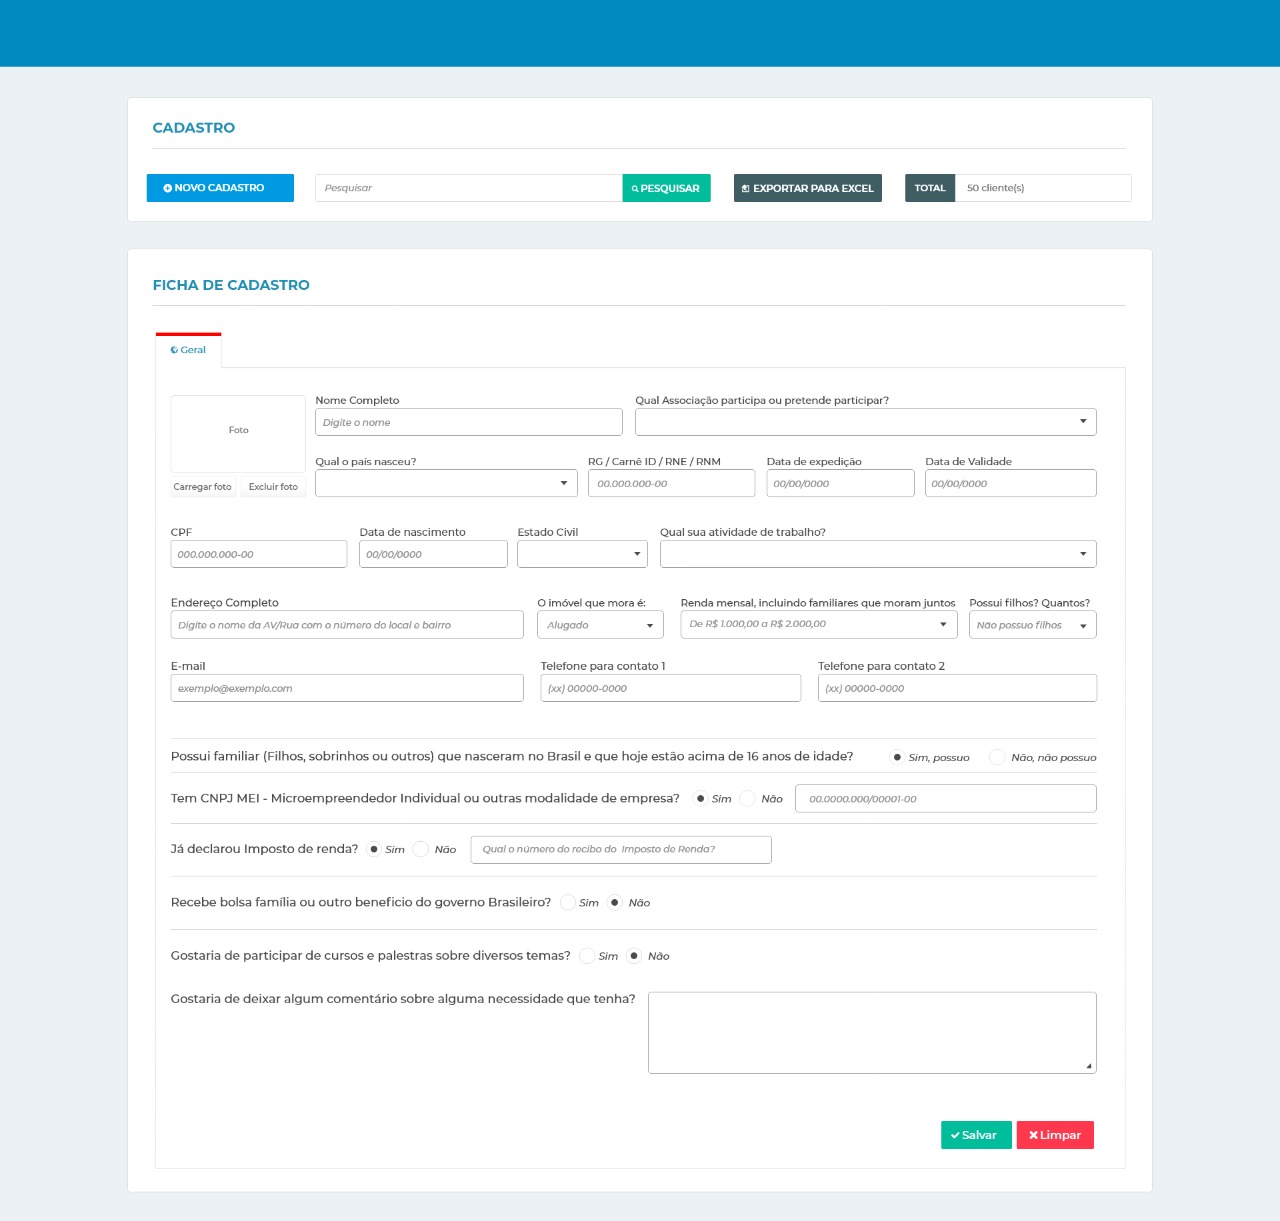 CADASTRO
NOVO CADASTRO Pesquisar PESQUISAR EXPORTAR PARA EXCEL TOTAL 50 cliente(s)
FICHA DE CADASTRO
Geral
Foto
Carregar foto Excluir foto
Nome Completo Qual Associação participa ou pretende participar?
Digite o nome
Qual o país nasceu? RG / Carnê ID / RNE / RNM Data de expedição Data de Validade
00.000.000-00 00/00/0000 00/00/0000
CPF Data de nascimento Estado Civil Qual sua atividade de trabalho?
000.000.000-00 00/00/0000
Endereço Completo O imóvel que mora é: Renda mensal, incluindo familiares que moram juntos Possui filhos? Quantos?
Digite o nome da AV/Rua com o número do local e bairro Alugado De R$ 1.000,00 a R$ 2.000,00 Não possuo filhos
E-mail Telefone para contato 1 Telefone para contato 2
exemplo@exemplo.com (xx) 00000-0000 (xx) 00000-0000
Possui familiar (Filhos, sobrinhos ou outros) que nasceram no Brasil e que hoje estão acima de 16 anos de idade? Sim, possuo Não, não possuo
Tem CNPJ MEI - Microempreendedor Individual ou outras modalidade de empresa? Sim Não 00.0000.000/00001-00
Já declarou Imposto de renda? Sim Não Qual o número do recibo do Imposto de Renda?
Recebe bolsa família ou outro beneficio do governo Brasileiro? Sim Não
Gostaria de participar de cursos e palestras sobre diversos temas? Sim Não
Gostaria de deixar algum comentário sobre alguma necessidade que tenha?
Salvar Limpar